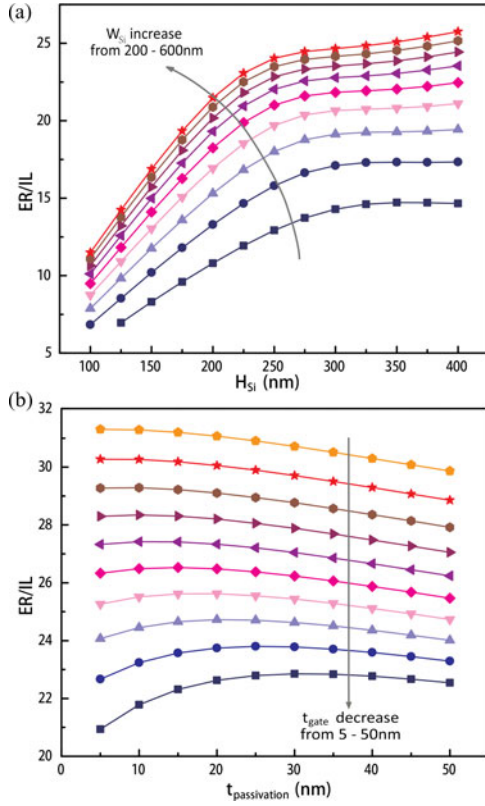 (a)
W_Si increase
from 200 - 600nm
ER/IL
25
20
15
10
5
100 150 200 250 300 350 400
H_Si (nm)
(b)
ER/IL
32
30
28
26
24
22
20
t_gate decrease
from 5 - 50nm
0 10 20 30 40 50
t_passivation (nm)